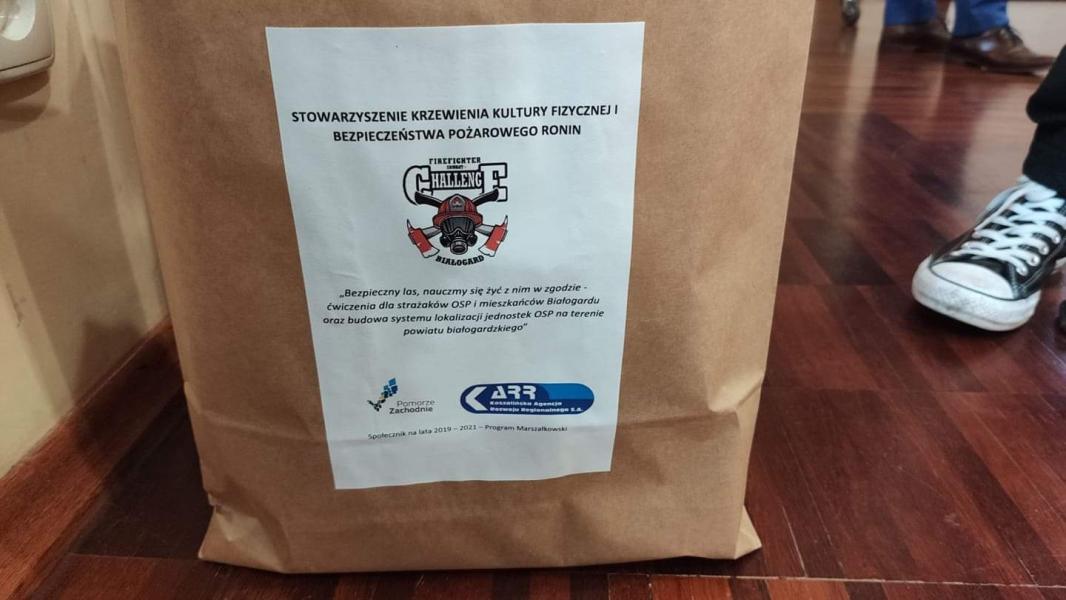 STOWARZYSZENIE KRZEWIENIA KULTURY FIZYCZNEJ I
BEZPIECZEŃSTWA POŻAROWEGO RONIN
FIREFIGHTER
COMBAT
CHALLENGE
BIAŁOGARD
„Bezpieczny las, nauczmy się żyć z nim w zgodzie -
ćwiczenia dla strażaków OSP i mieszkańców Białogardu
oraz budowa systemu lokalizacji jednostek OSP na terenie
powiatu białogardzkiego"
Pomorze
Zachodnie
KARR
Koszalińska Agencja
Rozwoju Regionalnego S.A.
Społecznik na lata 2019 – 2021 – Program Marszałkowski